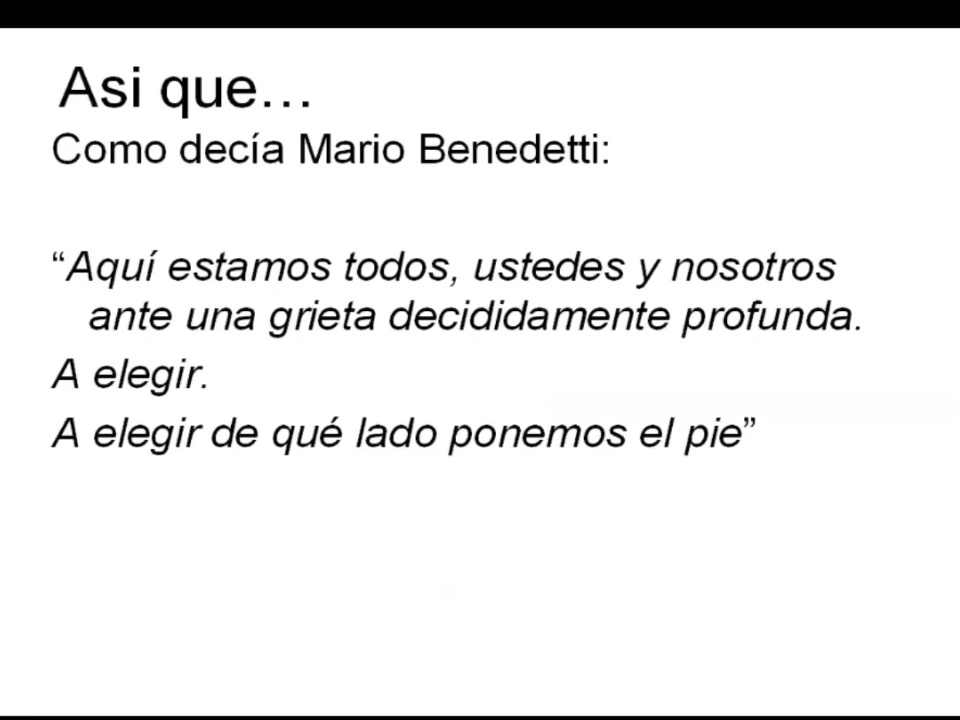 Asi que…
Como decía Mario Benedetti:
“Aquí estamos todos, ustedes y nosotros
ante una grieta decididamente profunda.
A elegir.
A elegir de qué lado ponemos el pie”